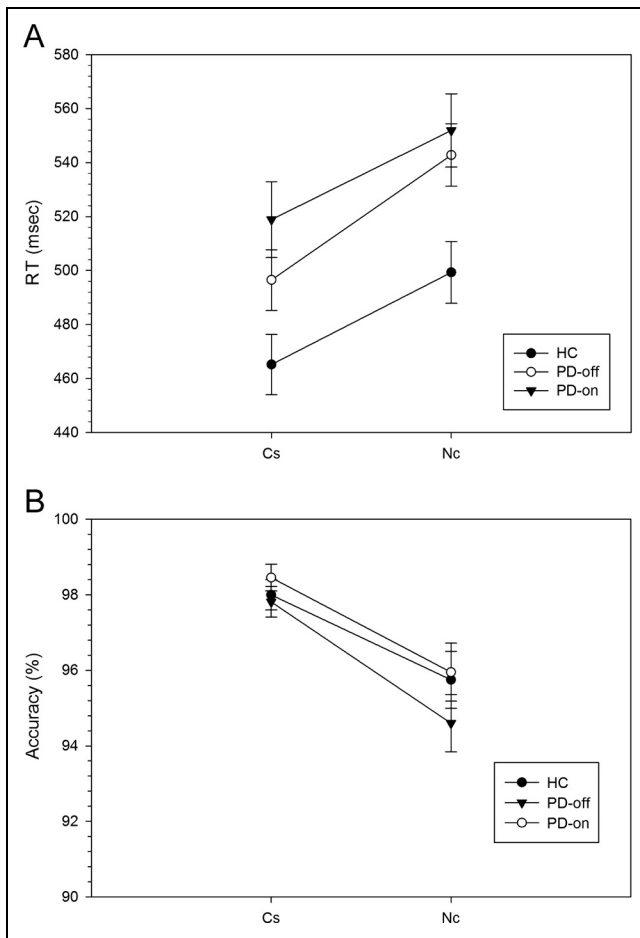 A
580
560
540
520
500
480
460
440
RT (msec)
HC
PD-off
PD-on
Cs Nc
B
100
98
96
94
92
90
Accuracy (%)
HC
PD-off
PD-on
Cs Nc